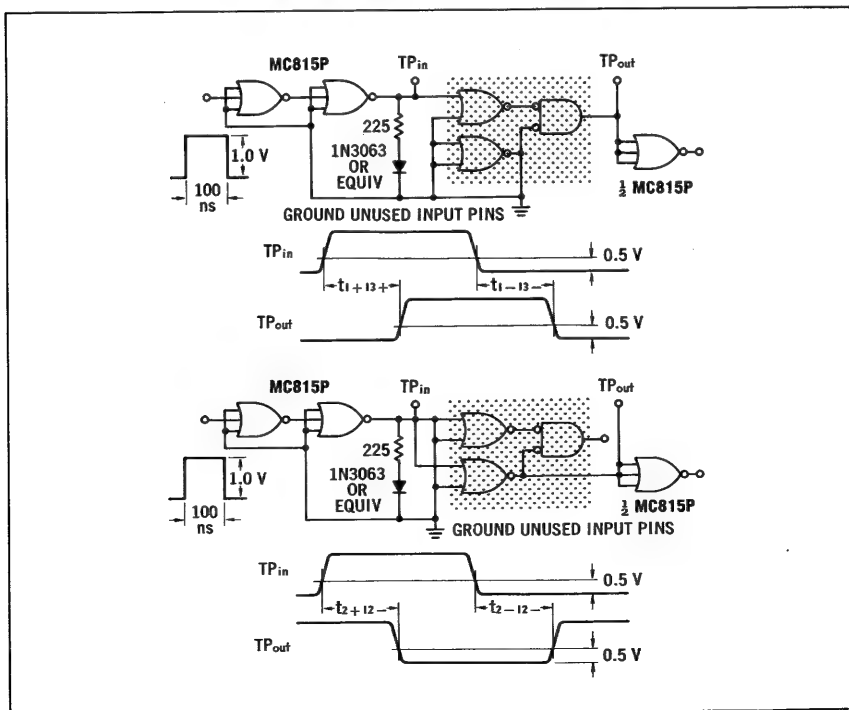 MC815P
TPin
TPout
225
1N3063
OR
EQUIV
1.0 V
100
ns
½ MC815P
GROUND UNUSED INPUT PINS
TPin
0.5 V
t1+13+
t1–13–
TPout
0.5 V
MC815P
TPin
TPout
225
1N3063
OR
EQUIV
1.0 V
100
ns
½ MC815P
GROUND UNUSED INPUT PINS
TPin
0.5 V
t2+12–
t2–12–
TPout
0.5 V